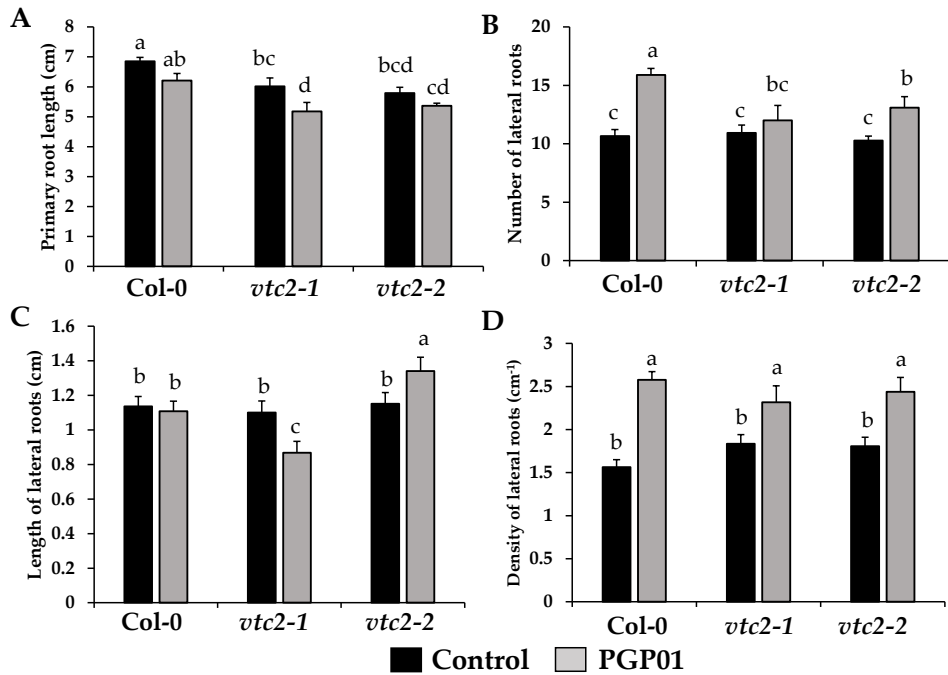 A
Primary root length (cm)
8
7
6
5
4
3
2
1
0
a
ab
bc
d
bcd
cd
Col-0
vtc2-1
vtc2-2
B
Number of lateral roots
20
15
10
5
0
c
a
c
bc
c
b
Col-0
vtc2-1
vtc2-2
C
Length of lateral roots (cm)
1.6
1.4
1.2
1
0.8
0.6
0.4
0.2
0
b
b
b
c
b
a
Col-0
vtc2-1
vtc2-2
D
Density of lateral roots (cm⁻¹)
3
2.5
2
1.5
1
0.5
0
b
a
b
a
b
a
Col-0
vtc2-1
vtc2-2
Control
PGP01